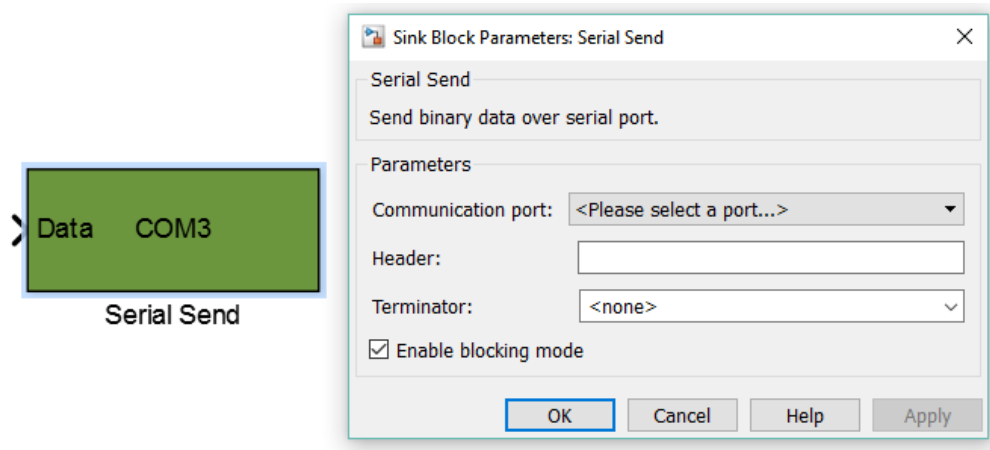 Data COM3
Serial Send
Sink Block Parameters: Serial Send
Serial Send
Send binary data over serial port.
Parameters
Communication port: <Please select a port...>
Header:
Terminator: <none>
Enable blocking mode
OK Cancel Help Apply